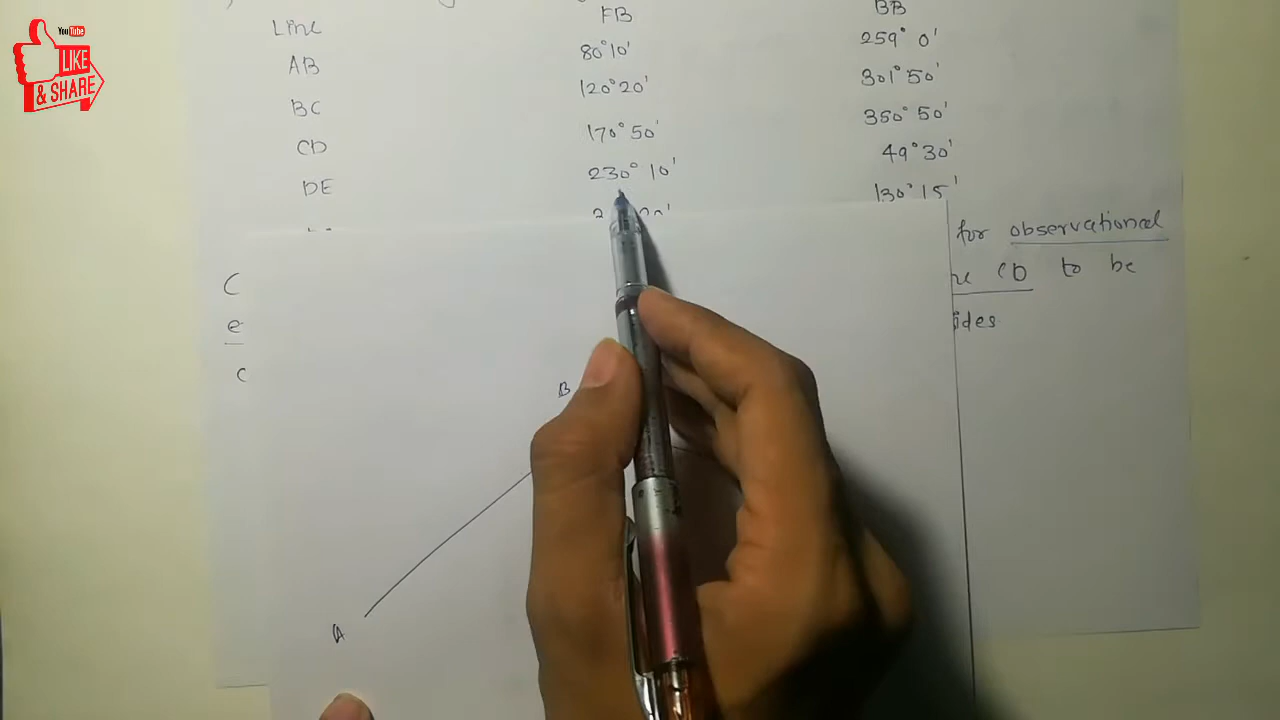 YouTube
LIKE
& SHARE
Line FB BB
AB 80°10' 259° 0'
BC 120°20' 301°50'
CD 170°50' 350°50'
DE 230° 10' 49°30'
130°15'
for observational
CD to be
C
e
C
B
A